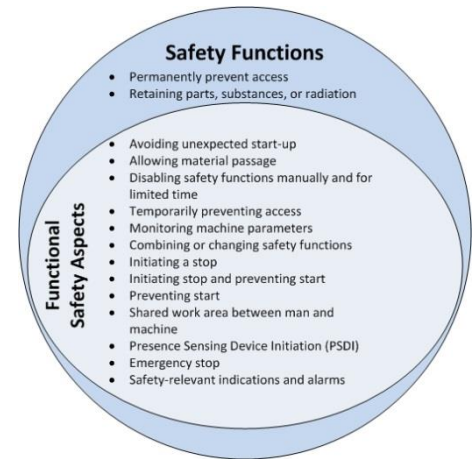 Safety Functions
• Permanently prevent access
• Retaining parts, substances, or radiation
• Avoiding unexpected start-up
• Allowing material passage
• Disabling safety functions manually and for
limited time
• Temporarily preventing access
• Monitoring machine parameters
• Combining or changing safety functions
• Initiating a stop
• Initiating stop and preventing start
• Preventing start
• Shared work area between man and
machine
• Presence Sensing Device Initiation (PSDI)
• Emergency stop
• Safety-relevant indications and alarms
Functional
Safety Aspects